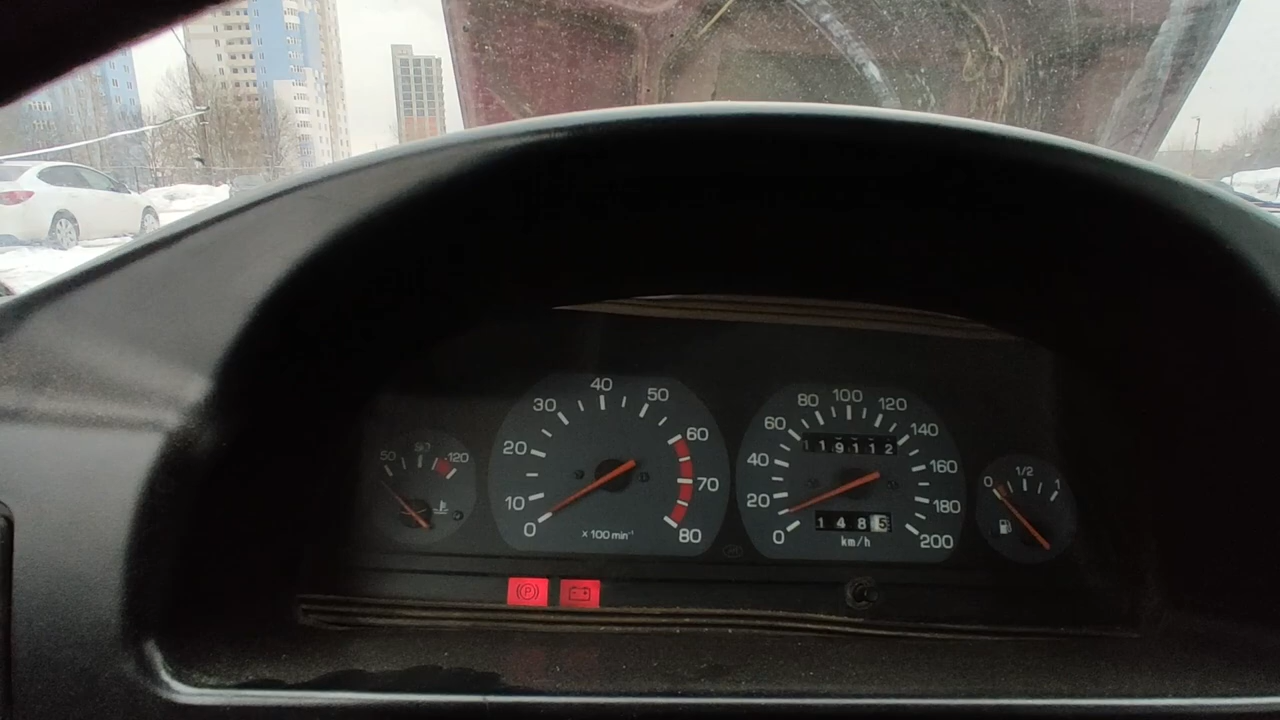 50 90 120
0 10 20 30 40 50 60 70 80
x 100 min⁻¹
0 20 40 60 80 100 120 140 160 180 200
119112
1485
km/h
0 1/2 1
P